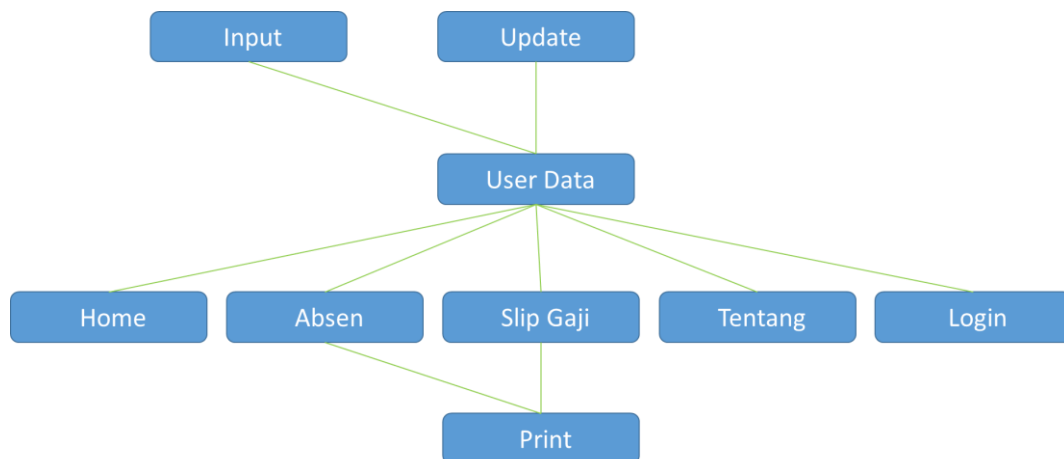 Input
Update
User Data
Home
Absen
Slip Gaji
Tentang
Login
Print